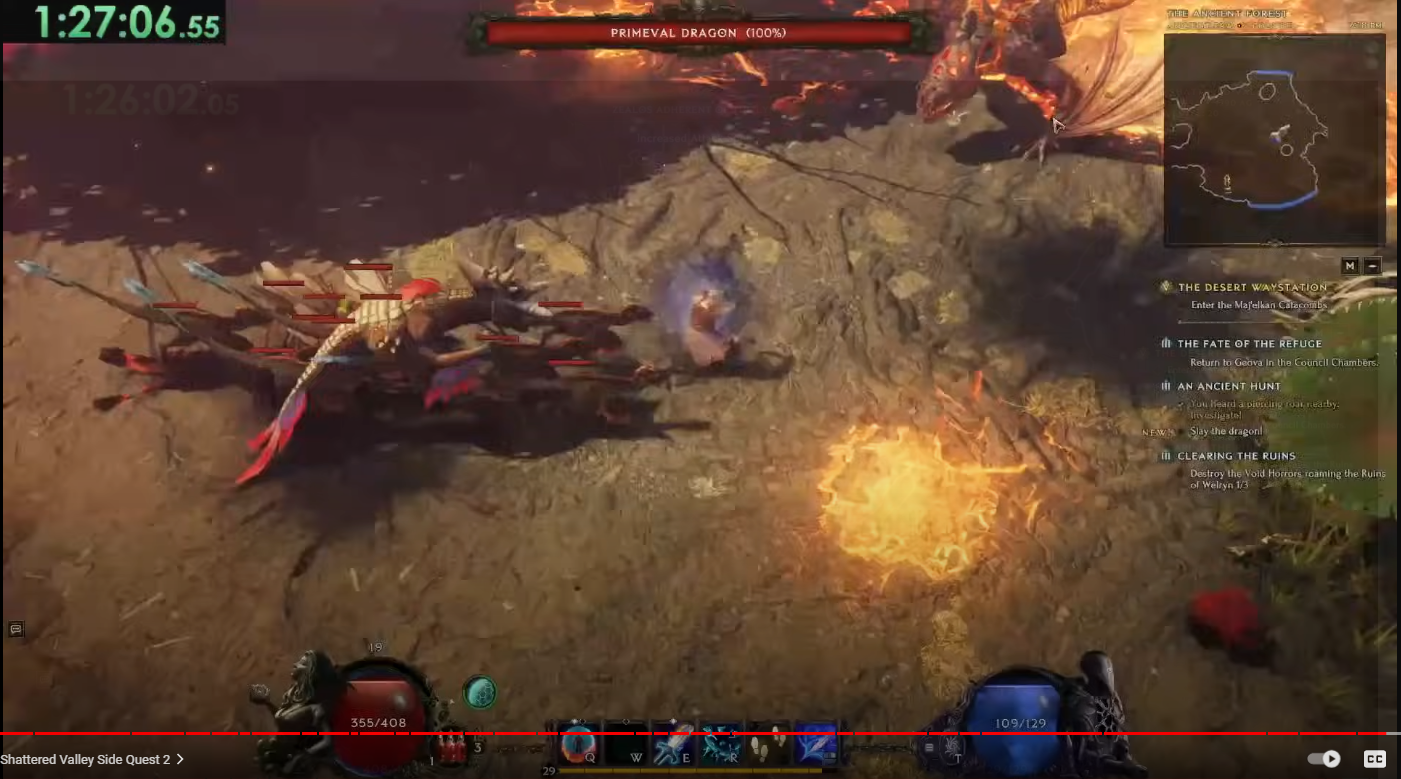 1:27:06.55
PRIMEVAL DRAGON (100%)
THE ANCIENT FOREST
1:26:02.05
M
THE DESERT WAYSTATION
Enter the Maj'elkan Catacombs
THE FATE OF THE REFUGE
Return to Geova in the Council Chambers.
AN ANCIENT HUNT
You heard a piercing roar nearby.
Investigate!
NEW! Slay the dragon!
CLEARING THE RUINS
Destroy the Void Horrors roaming the Ruins
of Welryn 1/3
19
355/408
109/129
3
1
Q W E R T
29
Shattered Valley Side Quest 2
CC